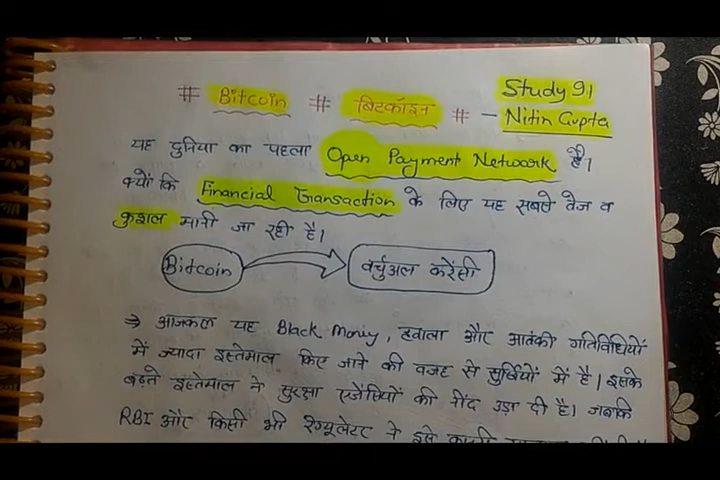 # Bitcoin # बिटकॉइन # Study 91
- Nitin Gupta
यह दुनिया का पहला Open Payment Network है।
क्यों कि Financial Transaction के लिए यह सबसे तेज व
कुशल मानी जा रही है।
Bitcoin वर्चुअल करेंसी
⇒ आजकल यह Black Money, हवाला और आतंकी गतिविधियों
में ज्यादा इस्तेमाल किए जाने की वजह से सुर्खियों में है। इसके
बढ़ते इस्तेमाल ने सुरक्षा एजेंसियों की नींद उड़ा दी है। जबकि
RBI और किसी भी रेग्यूलेटर ने इसे